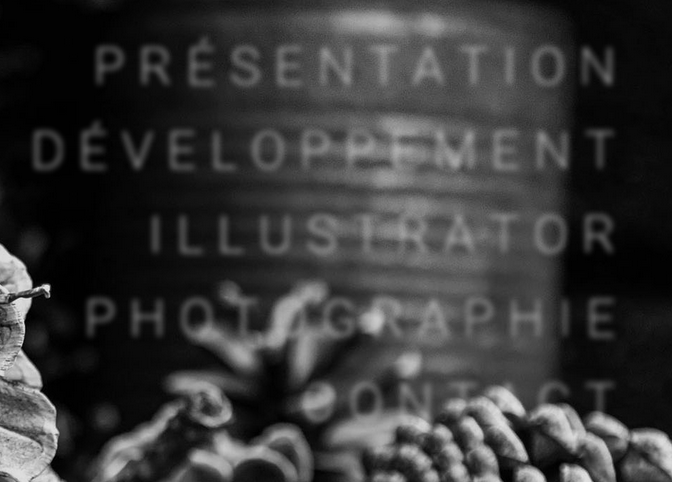 PRÉSENTATION
DÉVELOPPEMENT
ILLUSTRATOR
PHOTOGRAPHIE
CONTACT